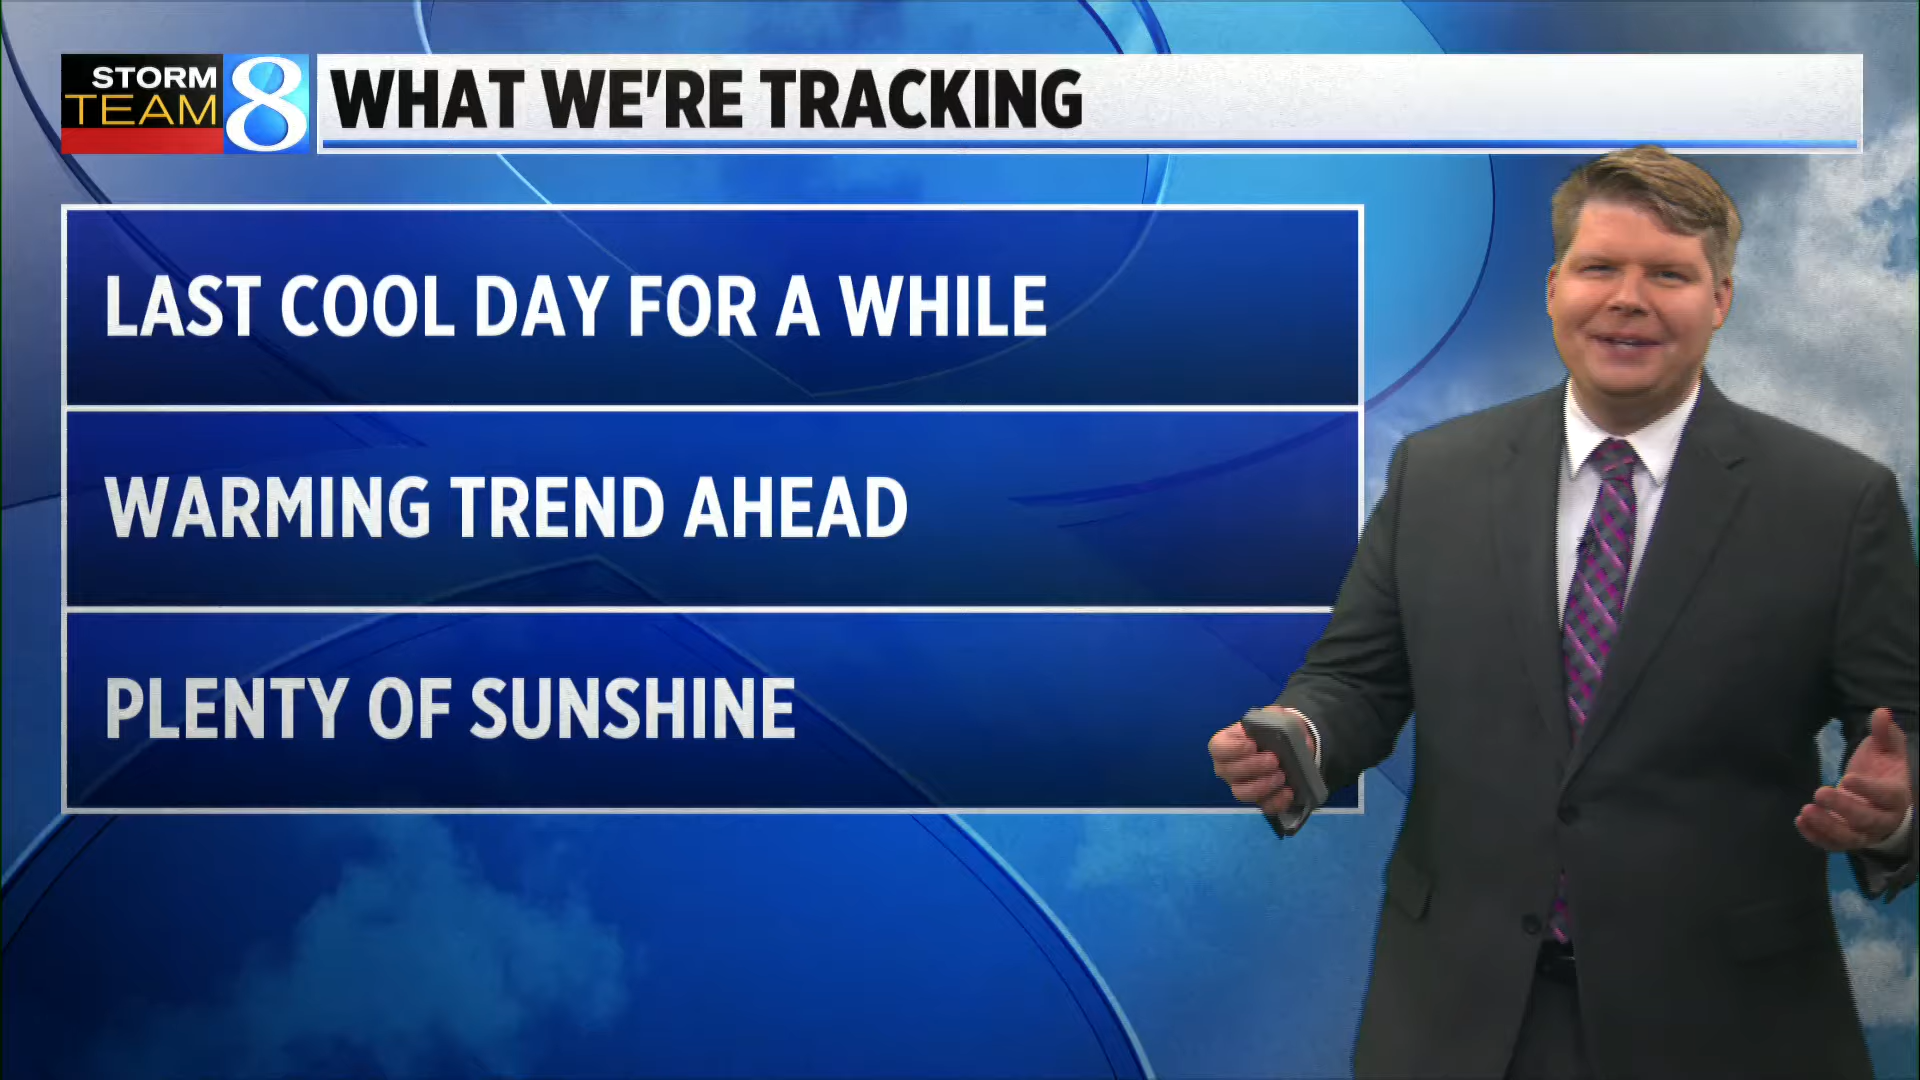 STORM
TEAM
8
WHAT WE'RE TRACKING
LAST COOL DAY FOR A WHILE
WARMING TREND AHEAD
PLENTY OF SUNSHINE